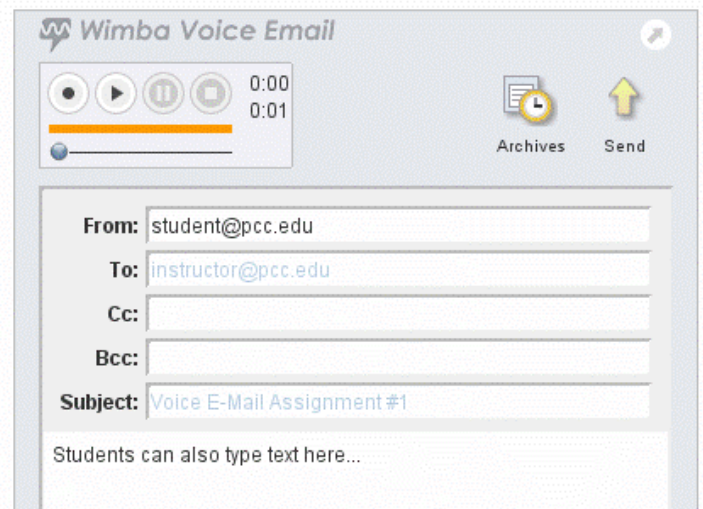 Wimba Voice Email
0:00
0:01
Archives
Send
From: student@pcc.edu
To: instructor@pcc.edu
Cc:
Bcc:
Subject: Voice E-Mail Assignment #1
Students can also type text here...